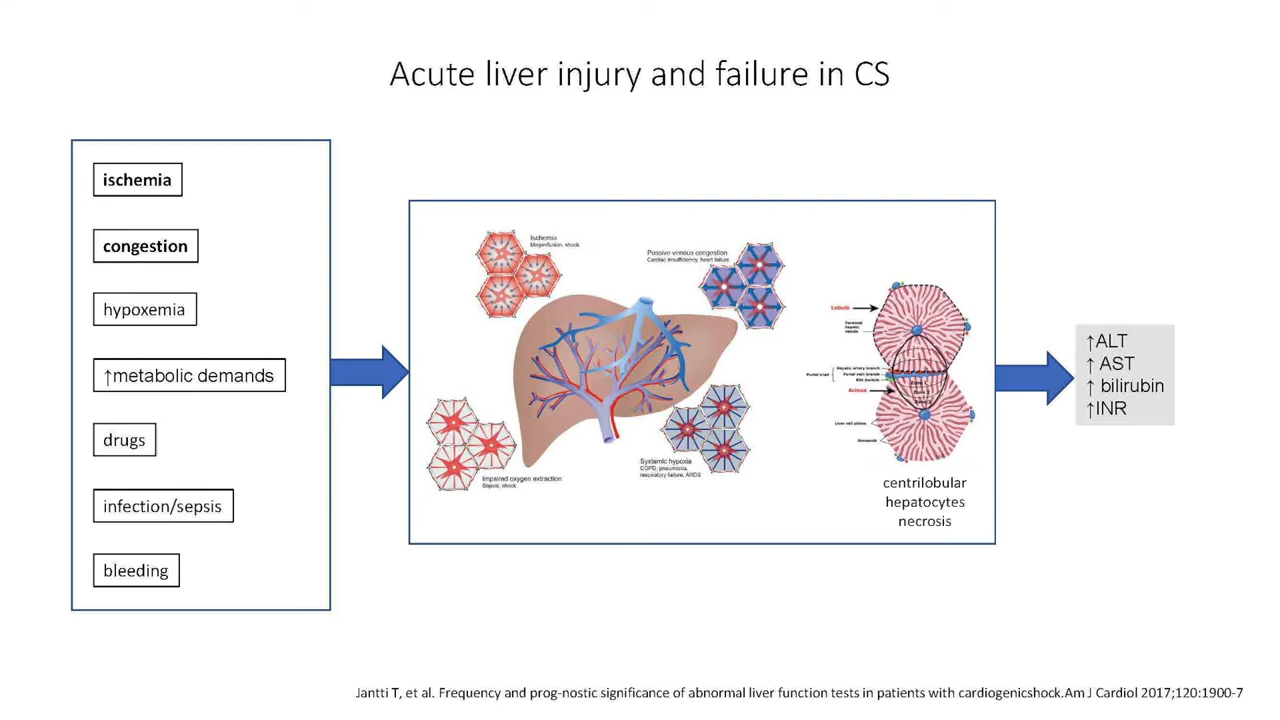 Acute liver injury and failure in CS
ischemia
congestion
hypoxemia
↑metabolic demands
drugs
infection/sepsis
bleeding
Ischemia
Malperfusion, shock
Passive venous congestion
Cardiac insufficiency, heart failure
Impaired oxygen extraction
Sepsis, shock
Systemic hypoxia
COPD, pneumonia,
respiratory failure, ARDS
Lobule
Terminal
hepatic
venule
Hepatic artery branch
Portal triad
Portal vein branch
Bile ductule
Acinus
Zone 1
Liver cell plates
Sinusoids
centrilobular
hepatocytes
necrosis
↑ALT
↑ AST
↑ bilirubin
↑INR
Jantti T, et al. Frequency and prog-nostic significance of abnormal liver function tests in patients with cardiogenicshock.Am J Cardiol 2017;120:1900-7